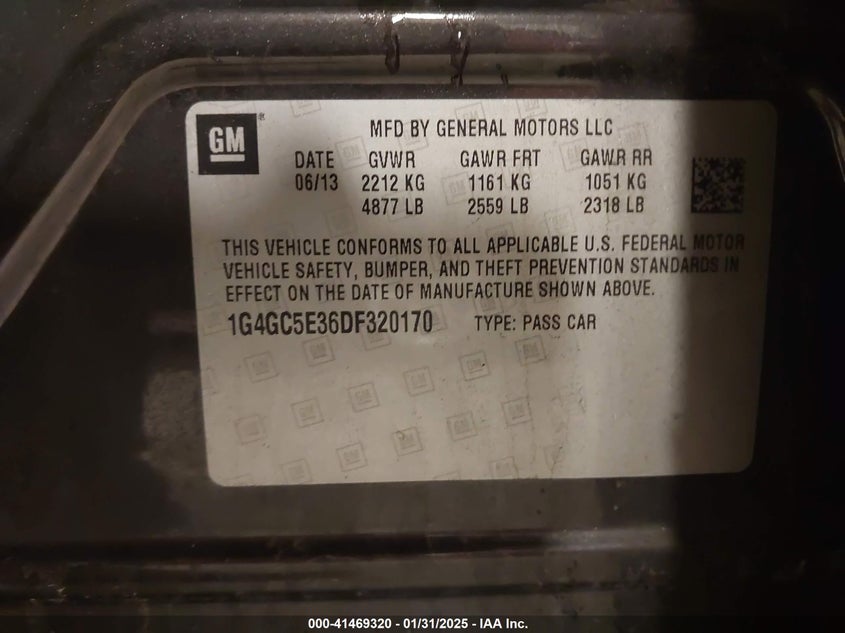 GM
MFD BY GENERAL MOTORS LLC
DATE GVWR GAWR FRT GAWR RR
06/13 2212 KG 1161 KG 1051 KG
4877 LB 2559 LB 2318 LB
THIS VEHICLE CONFORMS TO ALL APPLICABLE U.S. FEDERAL MOTOR
VEHICLE SAFETY, BUMPER, AND THEFT PREVENTION STANDARDS IN
EFFECT ON THE DATE OF MANUFACTURE SHOWN ABOVE.
1G4GC5E36DF320170 TYPE: PASS CAR
000-41469320 / 01/31/2025 - IAA Inc.